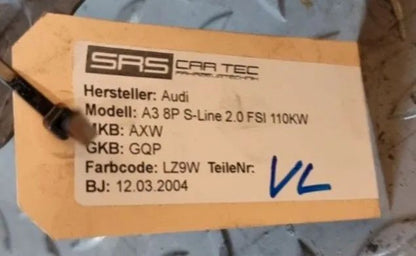 SRS CAR TEC
FAHRZEUGTECHNIK
Hersteller: Audi
Modell: A3 8P S-Line 2.0 FSI 110KW
MKB: AXW
GKB: GQP
Farbcode: LZ9W TeileNr:
BJ: 12.03.2004
VL